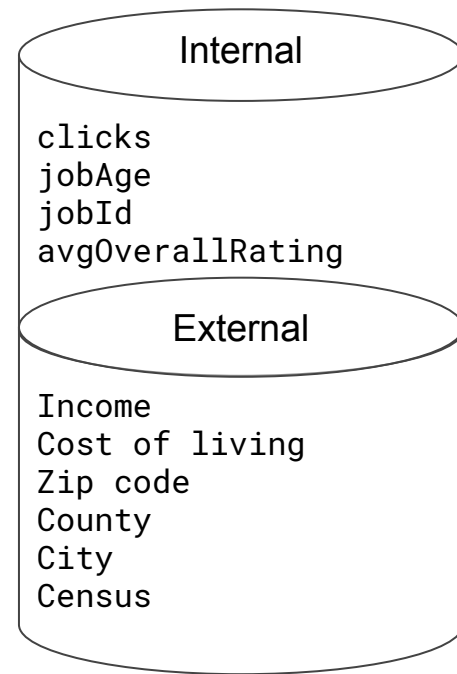 Internal
clicks
jobAge
jobId
avgOverallRating
External
Income
Cost of living
Zip code
County
City
Census